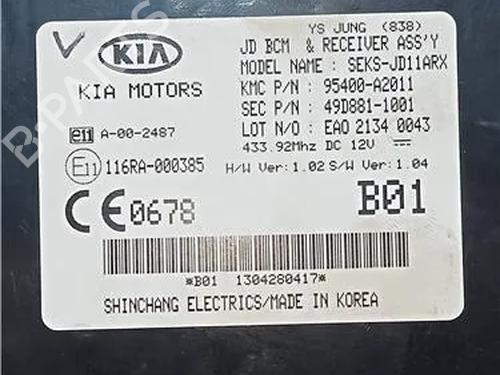 YS JUNG (838)
KIA
JD BCM & RECEIVER ASS'Y
MODEL NAME : SEKS-JD11ARX
KIA MOTORS
KMC P/N : 95400-A2011
SEC P/N : 49D881-1001
e11 A-00-2487
LOT N/O : EAO 2134 0043
433.92Mhz DC 12V
E11 116RA-000385
H/W Ver: 1.02 S/W Ver: 1.04
CE 0678
B01
*B01 1304280417*
SHINCHANG ELECTRICS/MADE IN KOREA